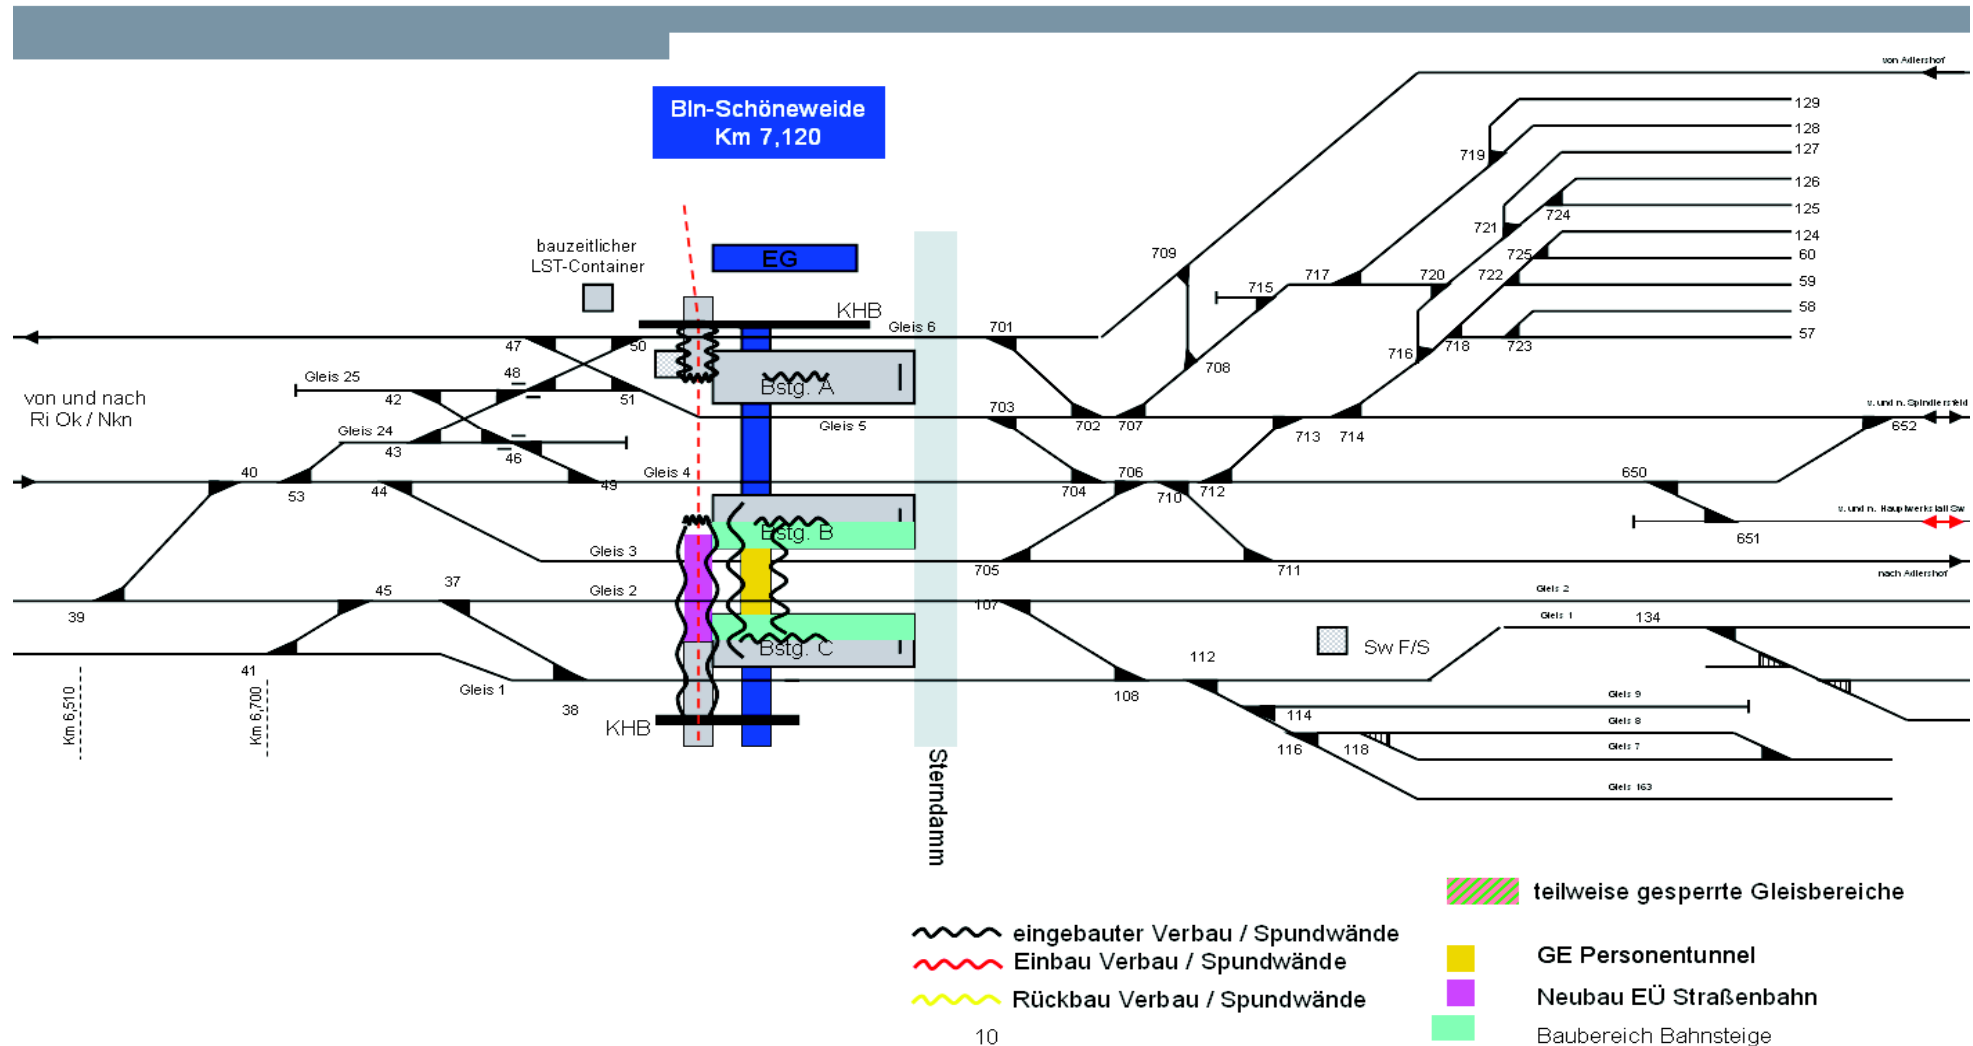 von Adlershof
Bln-Schöneweide
Km 7,120
129
128
127
126
125
124
60
59
58
57
719
721
724
725
722
720
717
715
709
708
716
718
723
bauzeitlicher
LST-Container
EG
KHB
Gleis 6
701
47
50
48
51
Gleis 25
42
Bstg. A
von und nach
Ri Ok / Nkn
Gleis 24
43
46
Gleis 5
703
702
707
713
714
v. und n. Spindlersfeld
652
40
53
44
49
Gleis 4
704
706
710
712
650
v. und n. Hauptwerkstatt Sw
651
Bstg. B
Gleis 3
705
711
nach Adlershof
45
37
Gleis 2
107
Gleis 2
39
Gleis 1
134
41
Bstg. C
Sw F/S
112
Gleis 1
38
108
Gleis 9
114
Gleis 8
116
118
Gleis 7
Gleis 163
KHB
Km 6,510
Km 6,700
Sterndamm
teilweise gesperrte Gleisbereiche
eingebauter Verbau / Spundwände
Einbau Verbau / Spundwände
Rückbau Verbau / Spundwände
GE Personentunnel
Neubau EÜ Straßenbahn
Baubereich Bahnsteige
10